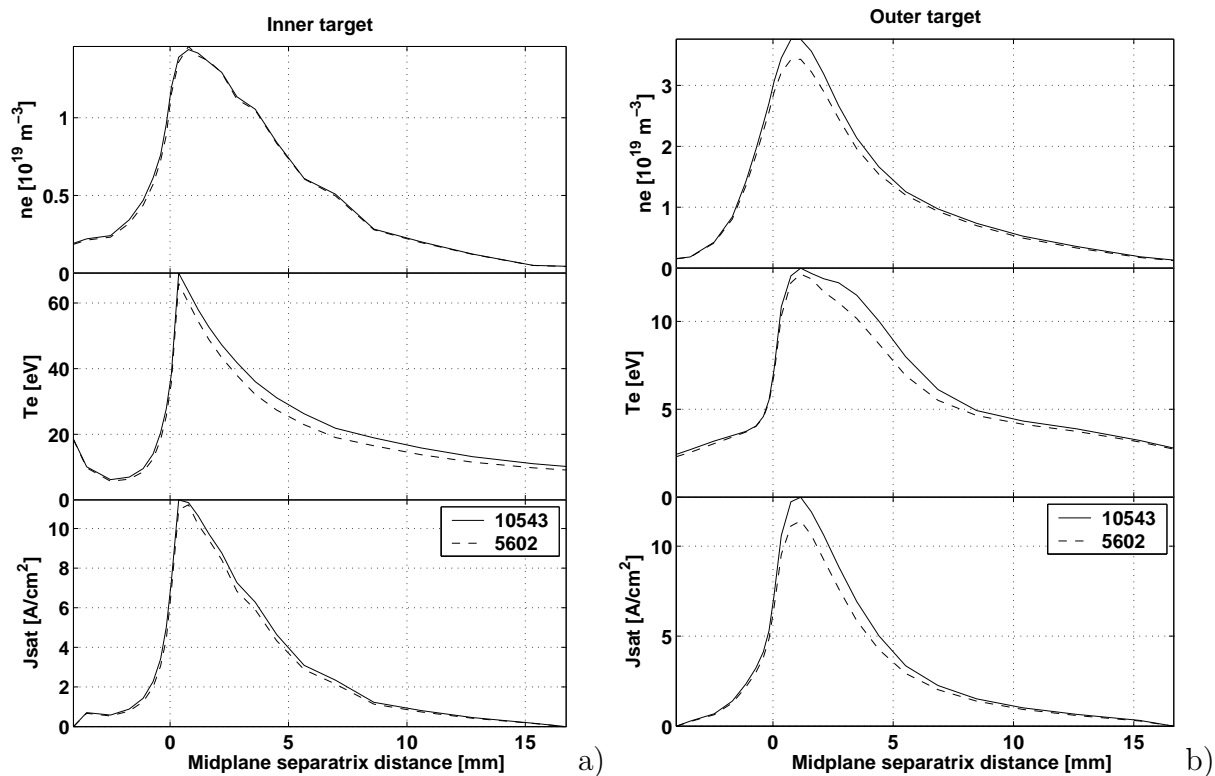 Inner target
1
0.5
0
ne [10^19 m^−3]
60
40
20
0
Te [eV]
10
8
6
4
2
0
Jsat [A/cm^2]
10543
5602
0 5 10 15
Midplane separatrix distance [mm]
a)
Outer target
3
2
1
0
ne [10^19 m^−3]
10
5
0
Te [eV]
10
5
0
Jsat [A/cm^2]
10543
5602
0 5 10 15
Midplane separatrix distance [mm]
b)